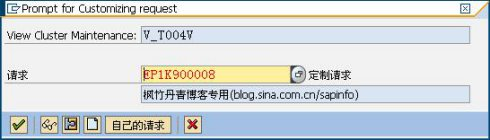 Prompt for Customizing request
View Cluster Maintenance: V_T004V
请求 EP1K900008 定制请求
枫竹丹青博客专用(blog.sina.com.cn/sapinfo)
自己的请求